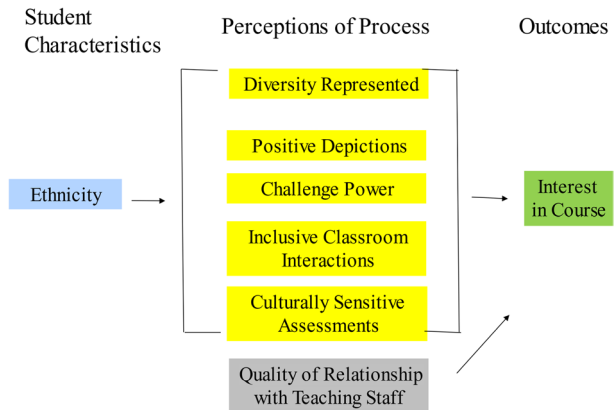 Student
Characteristics
Perceptions of Process
Outcomes
Diversity Represented
Positive Depictions
Challenge Power
Ethnicity
Interest
in Course
Inclusive Classroom
Interactions
Culturally Sensitive
Assessments
Quality of Relationship
with Teaching Staff